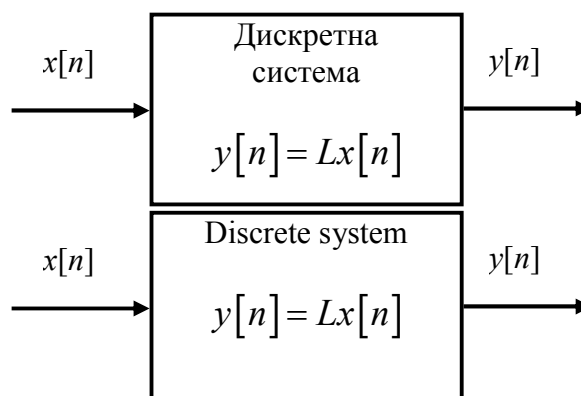 Дискретна
система
x[n]
y[n]
y[n] = Lx[n]
Discrete system
x[n]
y[n]
y[n] = Lx[n]